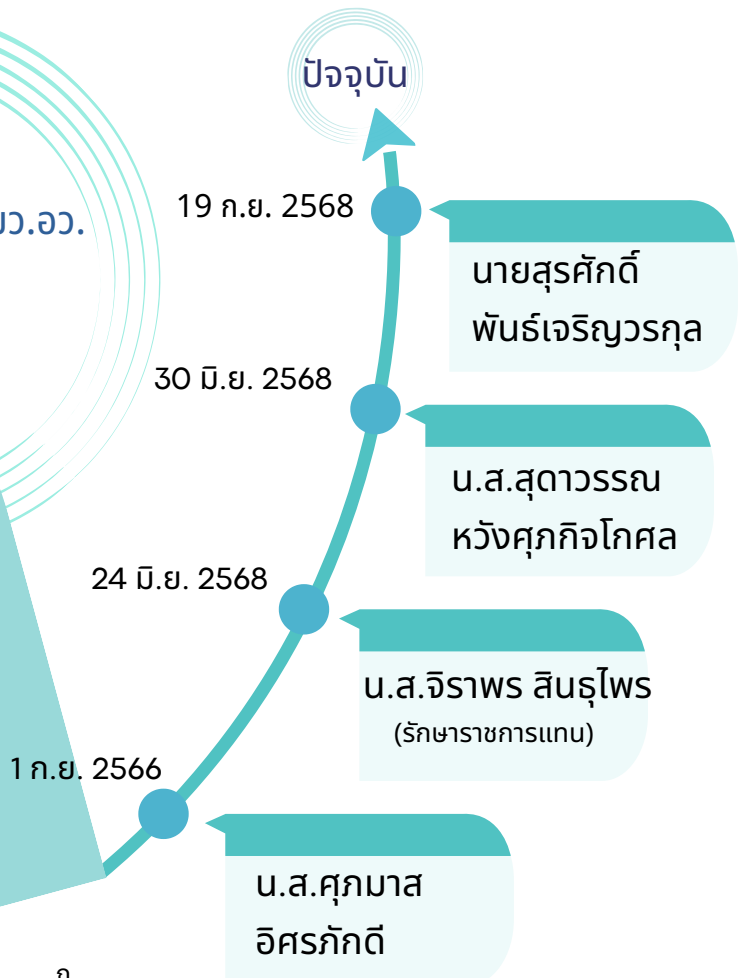 ปัจจุบัน
19 ก.ย. 2568
นายสุรศักดิ์
พันธ์เจริญวรกุล
30 มิ.ย. 2568
น.ส.สุดาวรรณ
หวังศุภกิจโกศล
24 มิ.ย. 2568
น.ส.จิราพร สินธุไพร
(รักษาราชการแทน)
1 ก.ย. 2566
น.ส.ศุภมาส
อิศรภักดี